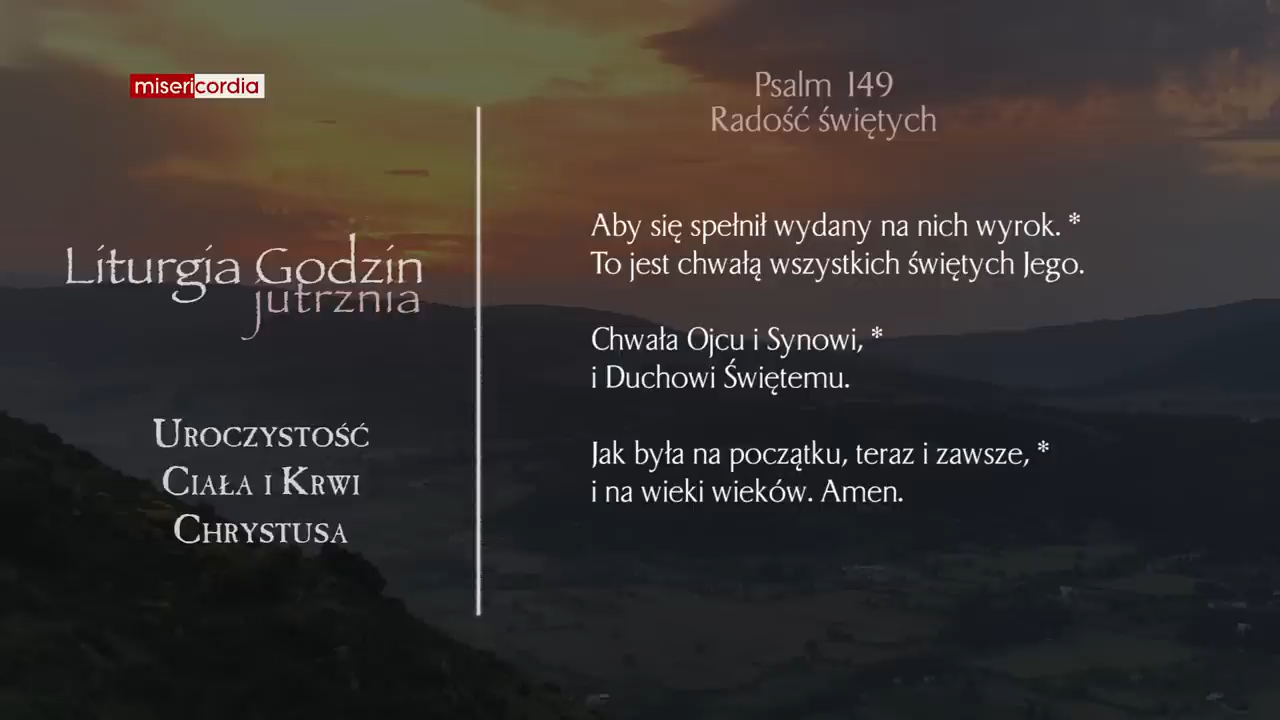 misericordia
Liturgia Godzin
jutrznia
Uroczystość
Ciała i Krwi
Chrystusa
Psalm 149
Radość świętych
Aby się spełnił wydany na nich wyrok. *
To jest chwałą wszystkich świętych Jego.
Chwała Ojcu i Synowi, *
i Duchowi Świętemu.
Jak była na początku, teraz i zawsze, *
i na wieki wieków. Amen.